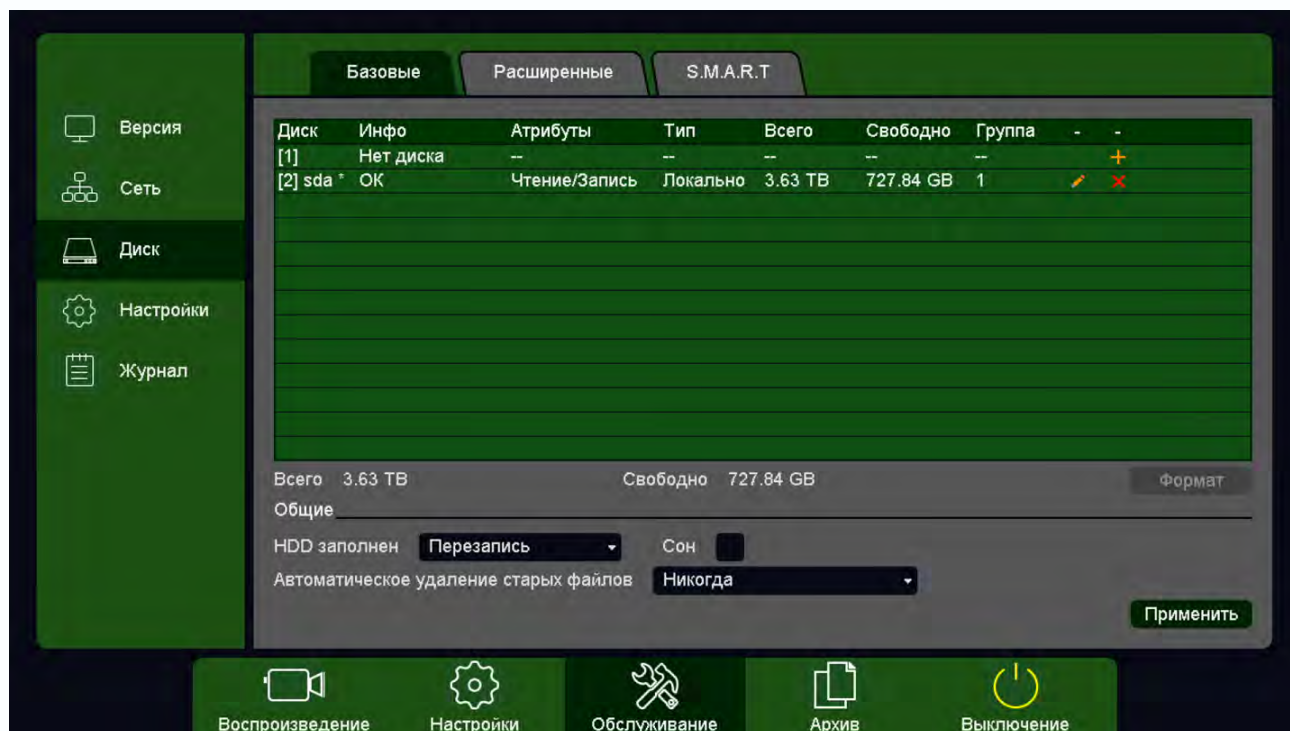 Базовые Расширенные S.M.A.R.T
Версия
Сеть
Диск
Настройки
Журнал
Диск Инфо Атрибуты Тип Всего Свободно Группа - -
[1] Нет диска -- -- -- -- --
[2] sda * ОК Чтение/Запись Локально 3.63 TB 727.84 GB 1
Всего 3.63 TB Свободно 727.84 GB Формат
Общие
HDD заполнен Перезапись Сон
Автоматическое удаление старых файлов Никогда
Применить
Воспроизведение Настройки Обслуживание Архив Выключение